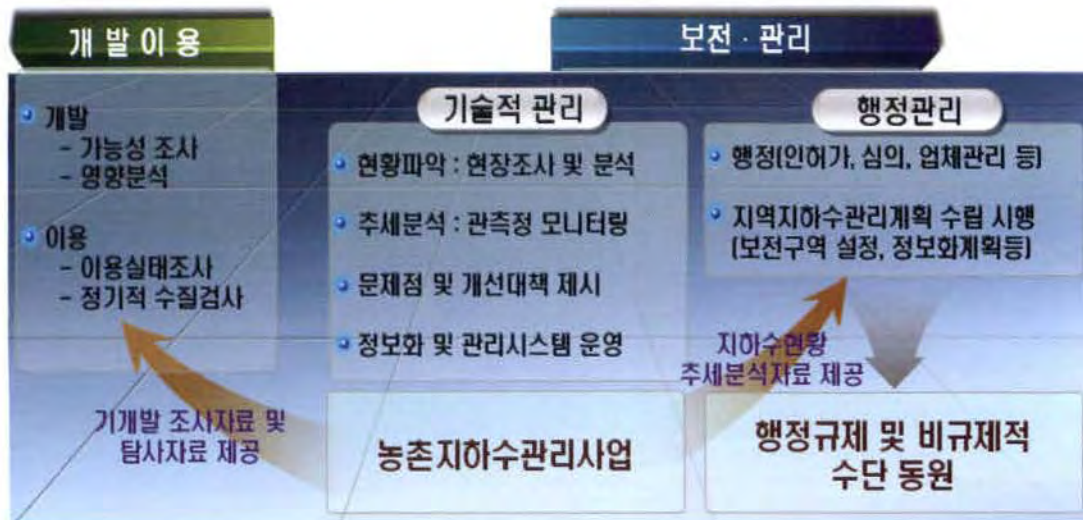 개발이용
보전·관리
개발
- 가능성 조사
- 영향분석
이용
- 이용실태조사
- 정기적 수질검사
기개발 조사자료 및
탐사자료 제공
기술적 관리
현황파악 : 현장조사 및 분석
추세분석 : 관측정 모니터링
문제점 및 개선대책 제시
정보화 및 관리시스템 운영
농촌지하수관리사업
행정관리
행정(인허가, 심의, 업체관리 등)
지역지하수관리계획 수립 시행
(보전구역 설정, 정보화계획등)
지하수현황
추세분석자료 제공
행정규제 및 비규제적
수단 동원